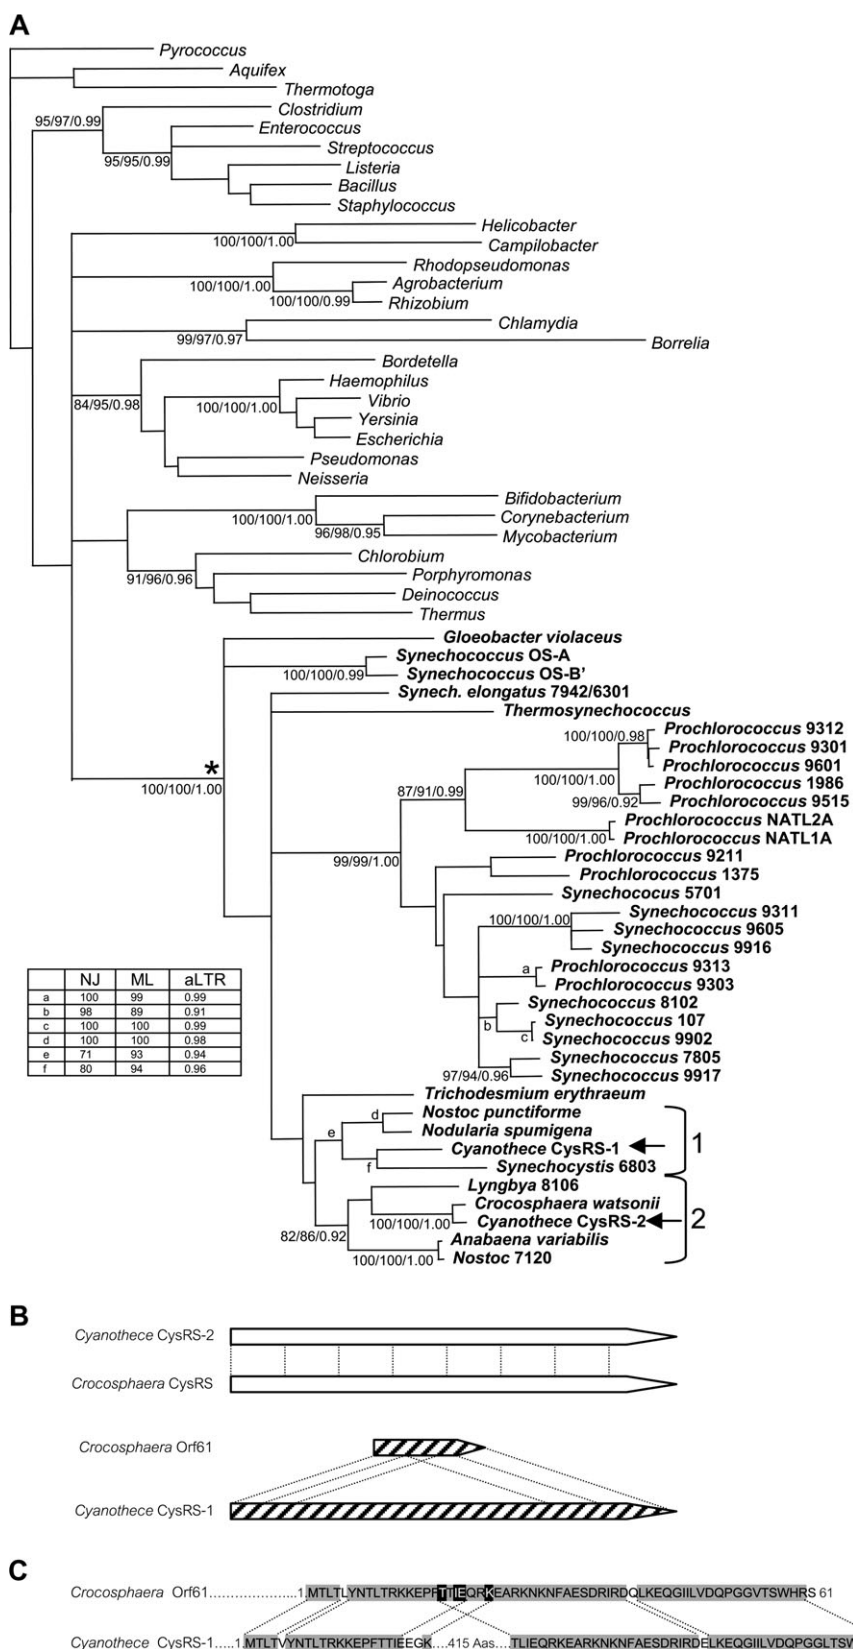 A
Pyrococcus
Aquifex
Thermotoga
Clostridium
95/97/0.99
Enterococcus
Streptococcus
95/95/0.99
Listeria
Bacillus
Staphylococcus
Helicobacter
100/100/1.00
Campilobacter
Rhodopseudomonas
100/100/1.00
Agrobacterium
100/100/0.99
Rhizobium
Chlamydia
99/97/0.97
Borrelia
Bordetella
Haemophilus
84/95/0.98
100/100/1.00
Vibrio
Yersinia
Escherichia
Pseudomonas
Neisseria
Bifidobacterium
100/100/1.00
Corynebacterium
96/98/0.95
Mycobacterium
Chlorobium
91/96/0.96
Porphyromonas
Deinococcus
Thermus
Gloeobacter violaceus
Synechococcus OS-A
100/100/0.99
Synechococcus OS-B'
Synech. elongatus 7942/6301
Thermosynechococcus
Prochlorococcus 9312
100/100/0.98
Prochlorococcus 9301
*
Prochlorococcus 9601
100/100/1.00
100/100/1.00
Prochlorococcus 1986
87/91/0.99
99/96/0.92
Prochlorococcus 9515
Prochlorococcus NATL2A
100/100/1.00
Prochlorococcus NATL1A
99/99/1.00
Prochlorococcus 9211
Prochlorococcus 1375
Synechococus 5701
100/100/1.00
Synechococcus 9311
Synechococcus 9605
Synechococcus 9916
a
Prochlorococcus 9313
Prochlorococcus 9303
Synechococcus 8102
b
Synechococcus 107
c
Synechococcus 9902
Synechococcus 7805
97/94/0.96
Synechococcus 9917
NJ ML aLTR
a 100 99 0.99
b 98 89 0.91
c 100 100 0.99
d 100 100 0.98
e 71 93 0.94
f 80 94 0.96
Trichodesmium erythraeum
d
Nostoc punctiforme
e
Nodularia spumigena
Cyanothece CysRS-1
1
f
Synechocystis 6803
Lyngbya 8106
Crocosphaera watsonii
100/100/1.00
Cyanothece CysRS-2
2
82/86/0.92
Anabaena variabilis
100/100/1.00
Nostoc 7120
B
Cyanothece CysRS-2
Crocosphaera CysRS
Crocosphaera Orf61
Cyanothece CysRS-1
C
Crocosphaera Orf61...................1 MTLTLYNTLTRKKEPFTTIEQRKEARKNKNFAESDRIRDQLKEQGIILVDQPGGVTSWHRS 61
Cyanothece CysRS-1.....1 MTLTVYNTLTRKKEPFTTIEEGK....415 Aas....TLIEQRKEARKNKNFAESDRIRDELKEQGIILVDQPGGLTSV